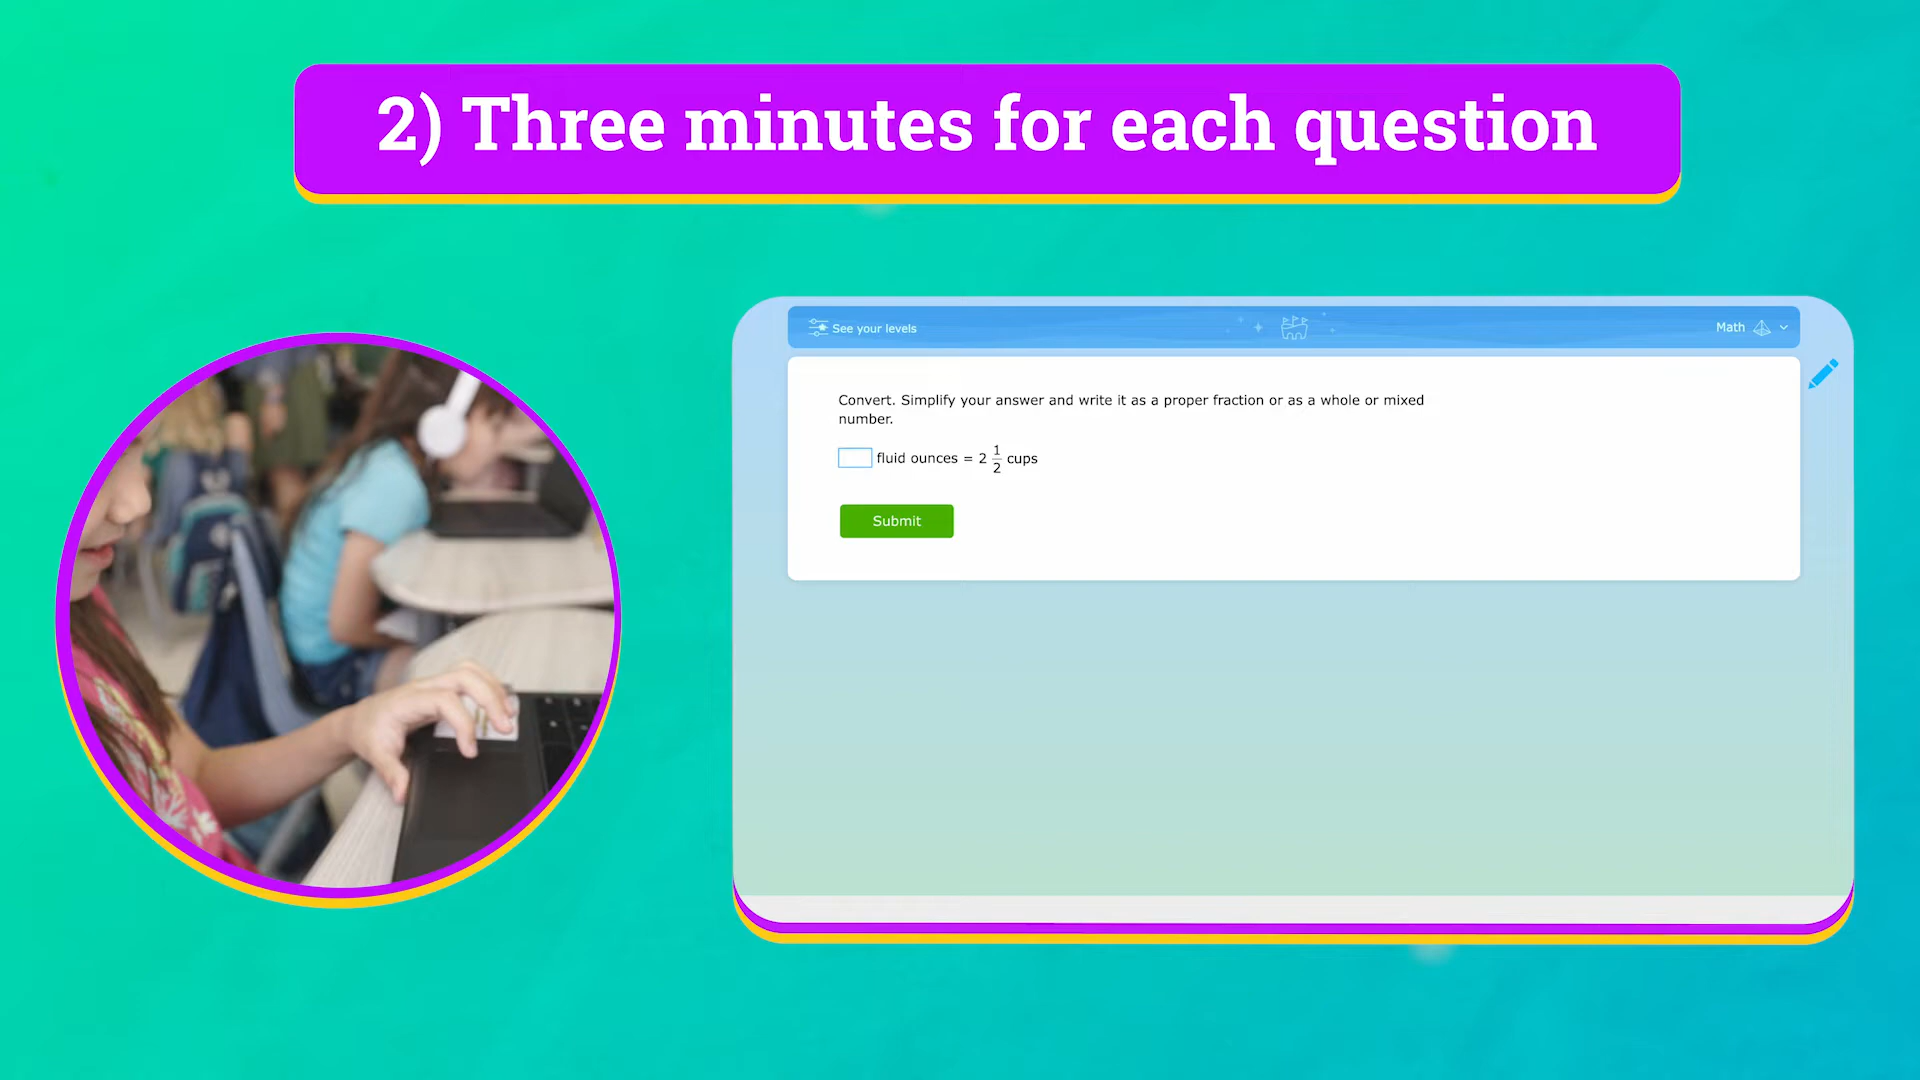 2) Three minutes for each question
See your levels
Math
Convert. Simplify your answer and write it as a proper fraction or as a whole or mixed
number.
fluid ounces = 2 1/2 cups
Submit